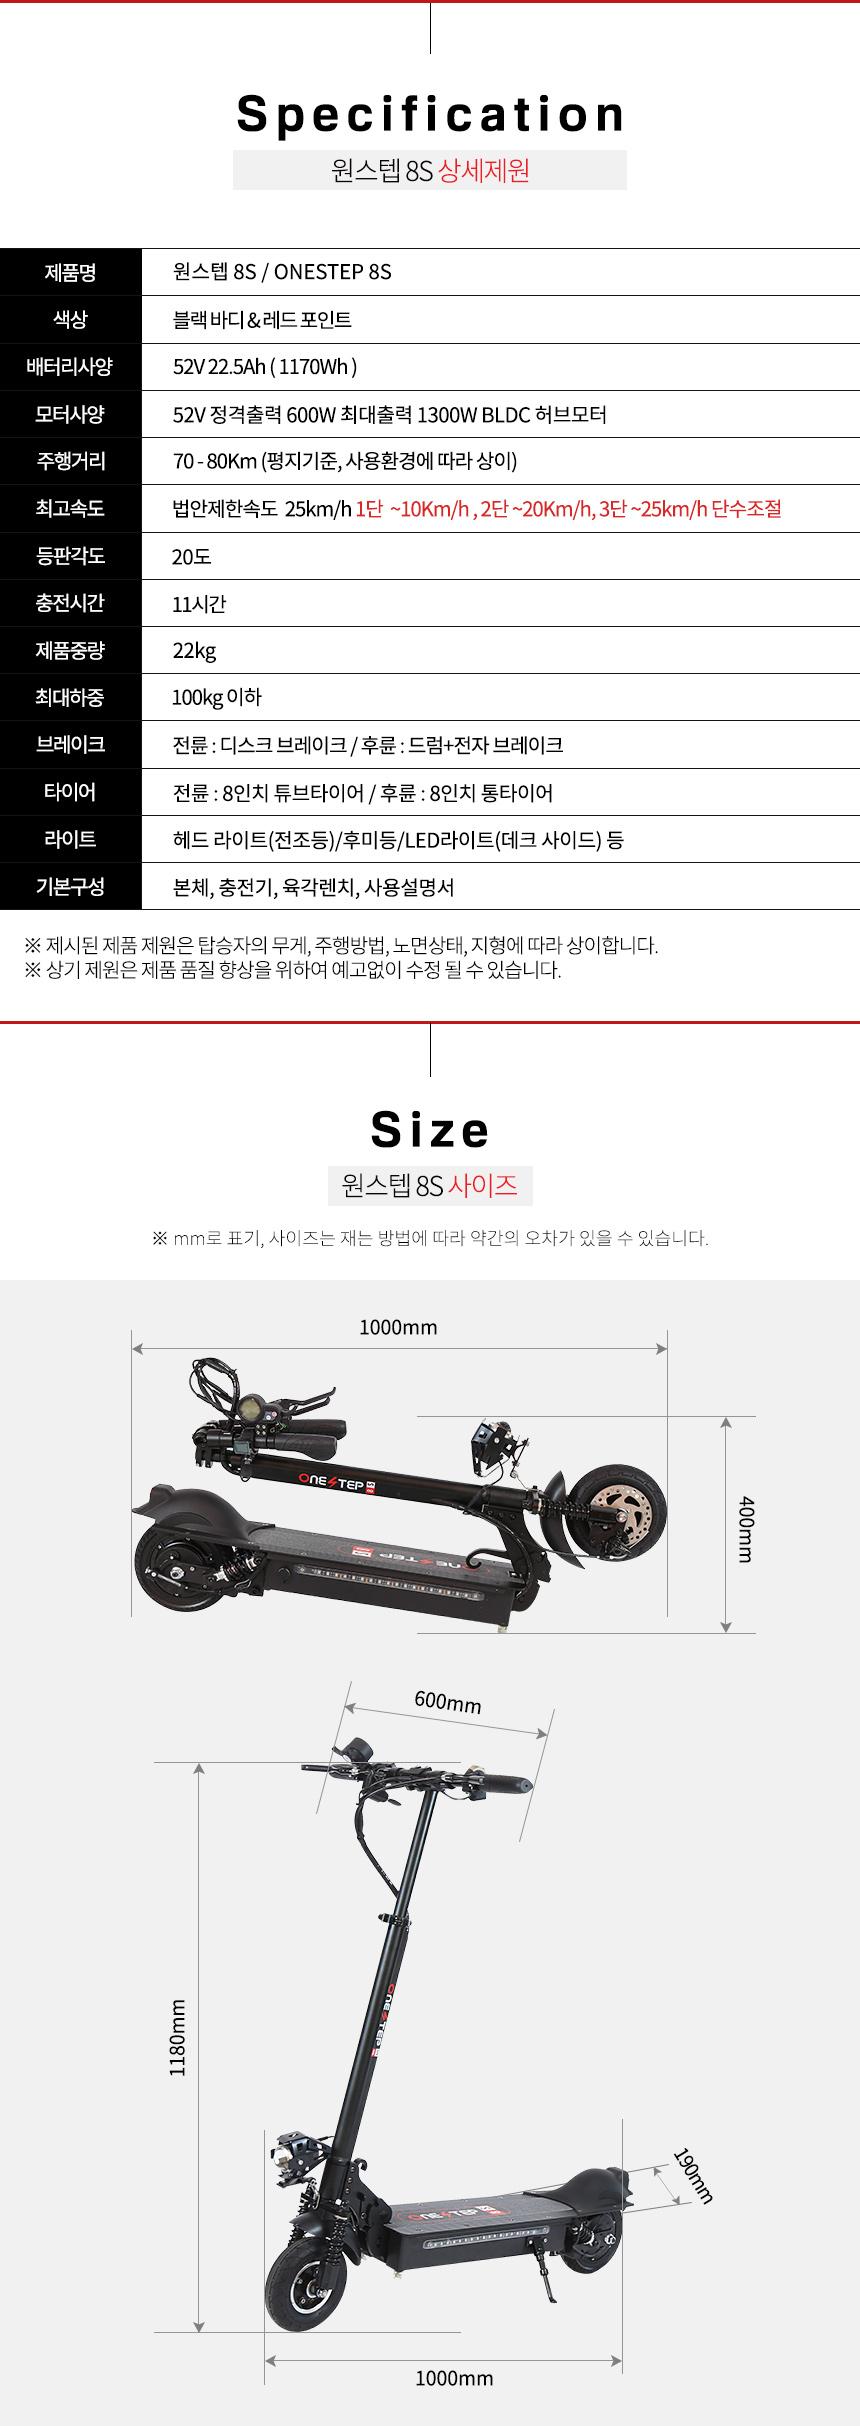 Specification
원스텝 8S 상세제원
제품명 원스텝 8S / ONESTEP 8S
색상 블랙 바디 & 레드 포인트
배터리사양 52V 22.5Ah ( 1170Wh )
모터사양 52V 정격출력 600W 최대출력 1300W BLDC 허브모터
주행거리 70 - 80Km (평지기준, 사용환경에 따라 상이)
최고속도 법안제한속도 25km/h 1단 ~10Km/h , 2단 ~20Km/h, 3단 ~25km/h 단수조절
등판각도 20도
충전시간 11시간
제품중량 22kg
최대하중 100kg 이하
브레이크 전륜 : 디스크 브레이크 / 후륜 : 드럼+전자 브레이크
타이어 전륜 : 8인치 튜브타이어 / 후륜 : 8인치 통타이어
라이트 헤드 라이트(전조등)/후미등/LED라이트(데크 사이드) 등
기본구성 본체, 충전기, 육각렌치, 사용설명서
※ 제시된 제품 제원은 탑승자의 무게, 주행방법, 노면상태, 지형에 따라 상이합니다.
※ 상기 제원은 제품 품질 향상을 위하여 예고없이 수정 될 수 있습니다.
Size
원스텝 8S 사이즈
※ mm로 표기, 사이즈는 재는 방법에 따라 약간의 오차가 있을 수 있습니다.
1000mm
400mm
ONESTEP
ONESTEP
600mm
1180mm
ONESTEP
190mm
ONESTEP
1000mm